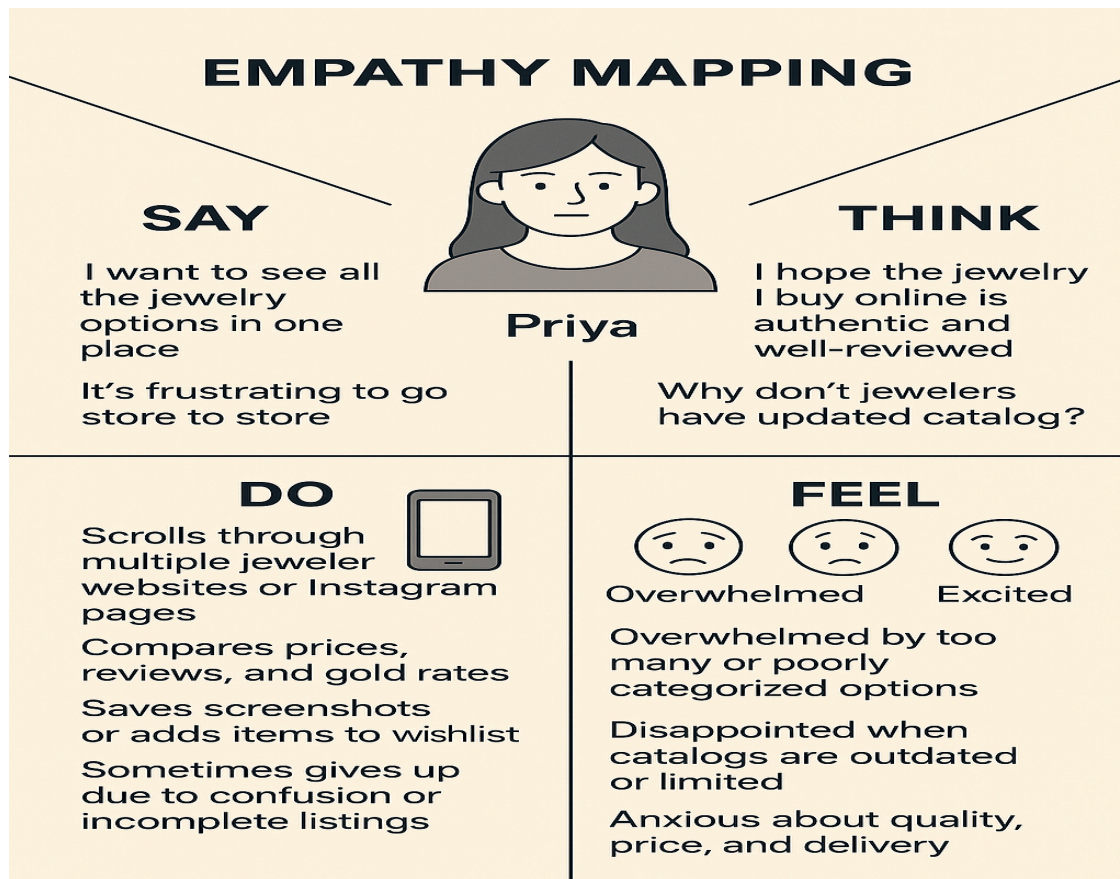 EMPATHY MAPPING
Priya
SAY
I want to see all
the jewelry
options in one
place
It's frustrating to go
store to store
THINK
I hope the jewelry
I buy online is
authentic and
well-reviewed
Why don't jewelers
have updated catalog?
DO
Scrolls through
multiple jeweler
websites or Instagram
pages
Compares prices,
reviews, and gold rates
Saves screenshots
or adds items to wishlist
Sometimes gives up
due to confusion or
incomplete listings
FEEL
Overwhelmed
Excited
Overwhelmed by too
many or poorly
categorized options
Disappointed when
catalogs are outdated
or limited
Anxious about quality,
price, and delivery